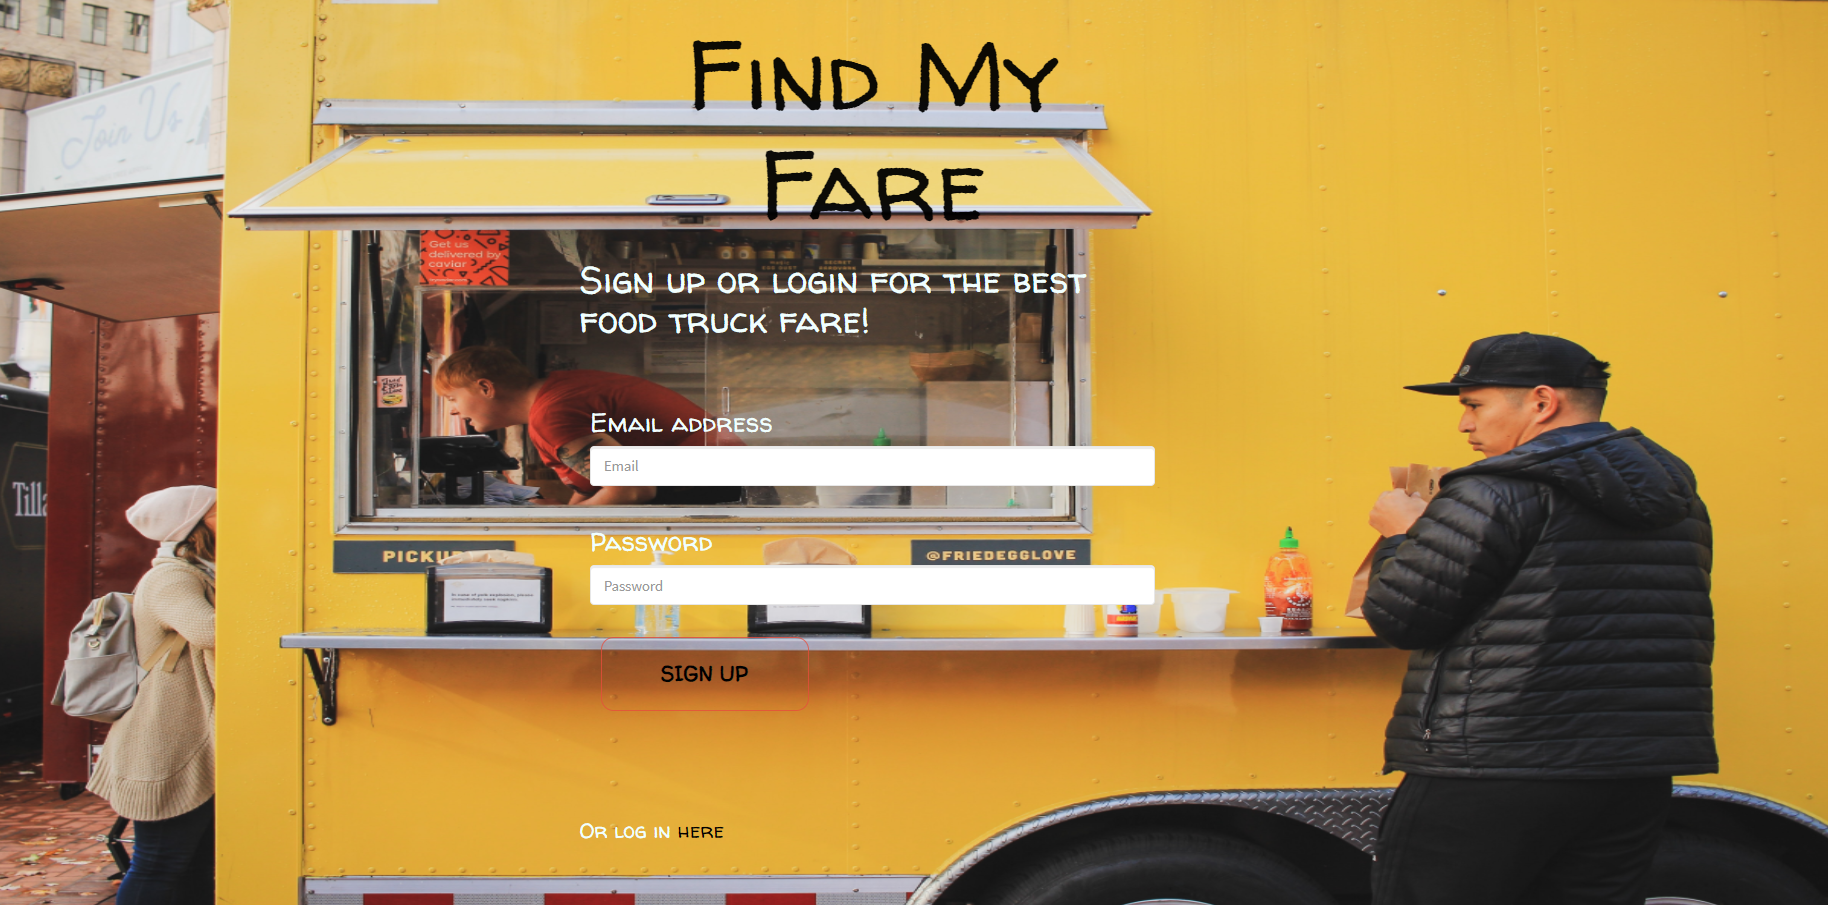 Find My
Fare
Join Us
Get us
delivered by
caviar
Sign up or login for the best
food truck fare!
Email address
Email
Tilla
Password
PICKUP
@FRIEDEGGLOVE
Password
SIGN UP
Or log in here